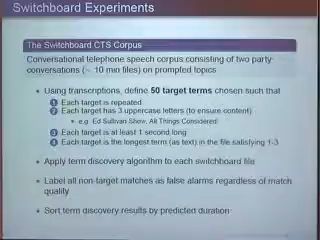 Switchboard Experiments
The Switchboard CTS Corpus
Conversational telephone speech corpus consisting of two party
conversations (~ 10 min files) on prompted topics
• Using transcriptions, define 50 target terms chosen such that
1 Each target is repeated
2 Each target has 3 uppercase letters (to ensure content)
• e.g. Ed Sullivan Show, All Things Considered
3 Each target is at least 1 second long
4 Each target is the longest term (as text) in the file satisfying 1-3
• Apply term discovery algorithm to each switchboard file
• Label all non-target matches as false alarms regardless of match
quality
• Sort term discovery results by predicted duration